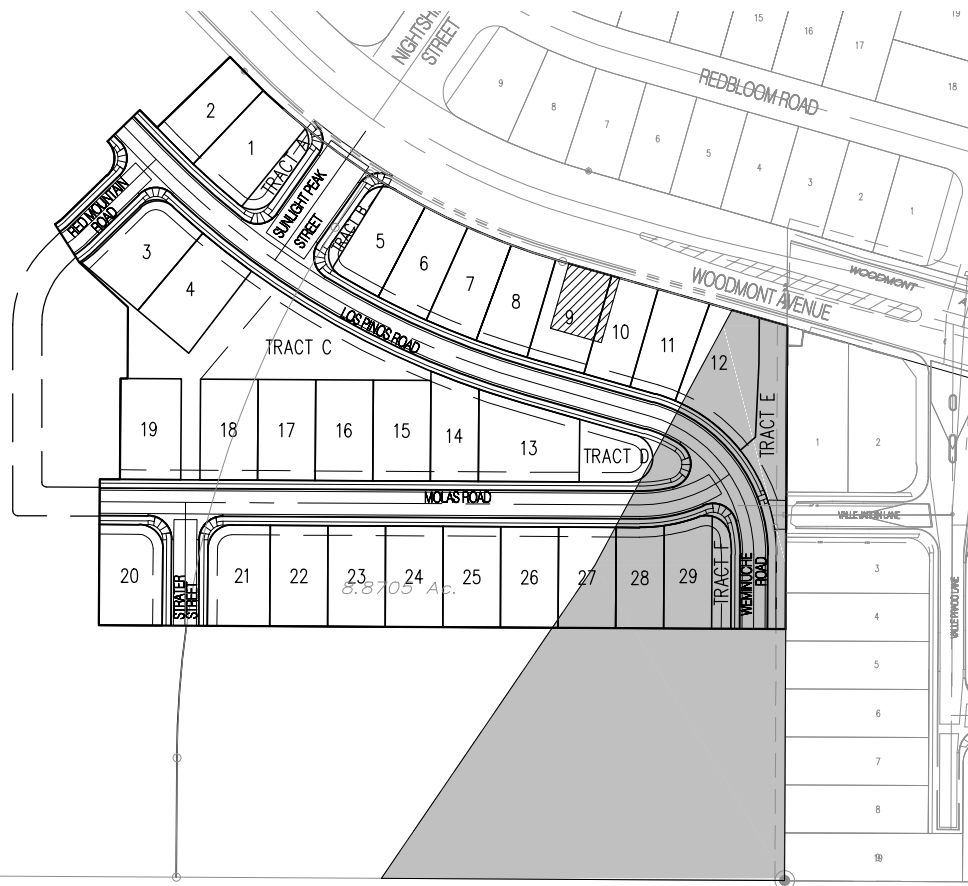 NIGHTSH
STREET
REDBLOOM ROAD
15
16
17
18
19
9
8
7
6
5
4
3
2
1
2
1
TRACT A
SUNLIGHT PEAK
STREET
TRACT B
RED MOUNTAIN
ROAD
3
4
5
6
7
8
9
10
11
12
WOODMONT AVENUE
WOODMONT
A
LOS PINOS ROAD
TRACT C
TRACT E
19
18
17
16
15
14
13
TRACT D
1
2
MOLAS ROAD
VALLE JARDIN LANE
20
STRATER
STREET
21
22
23
24
25
26
27
28
29
TRACT F
WEMINUCHE
ROAD
8.8705 Ac.
3
4
5
6
7
8